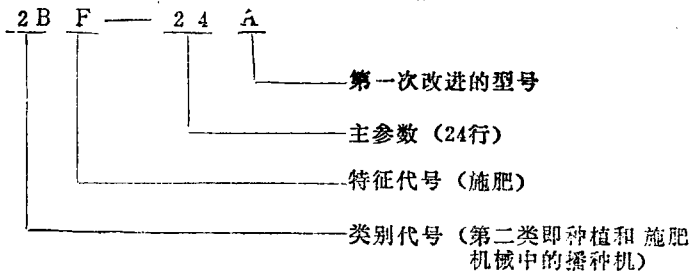 2B F — 24 A
第一次改进的型号
主参数（24行）
特征代号（施肥）
类别代号（第二类即种植和施肥
机械中的播种机）